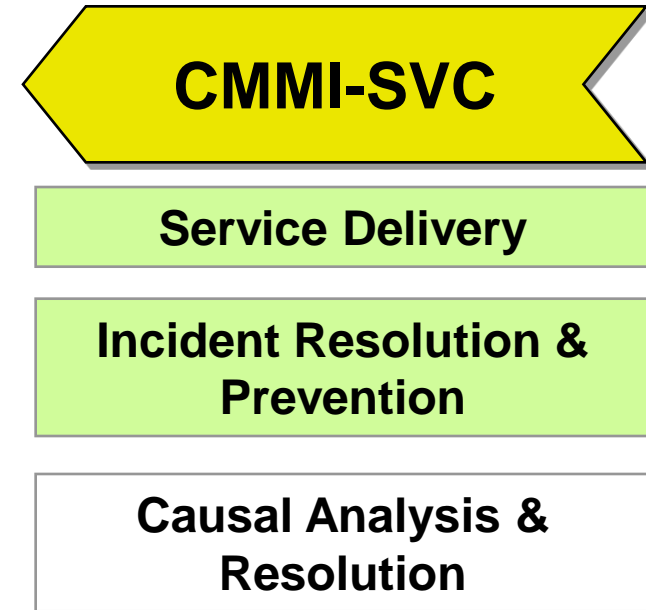 CMMI-SVC
Service Delivery
Incident Resolution &
Prevention
Causal Analysis &
Resolution